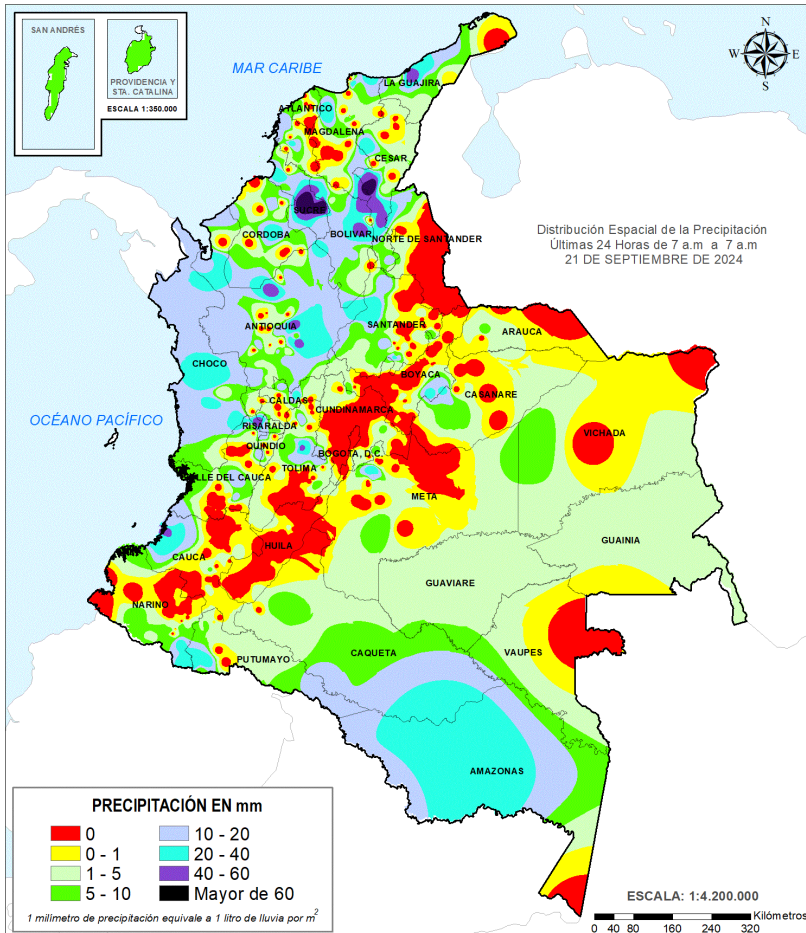 SAN ANDRÉS
PROVIDENCIA Y
STA. CATALINA
ESCALA 1:350.000
MAR CARIBE
N
W
E
S
LA GUAJIRA
ATLANTICO
MAGDALENA
CESAR
SUCRE
CORDOBA
BOLIVAR
NORTE DE SANTANDER
Distribución Espacial de la Precipitación
Últimas 24 Horas de 7 a.m a 7 a.m
21 DE SEPTIEMBRE DE 2024
ANTIOQUIA
SANTANDER
ARAUCA
CHOCO
BOYACA
CASANARE
CALDAS
CUNDINAMARCA
OCÉANO PACÍFICO
RISARALDA
VICHADA
QUINDIO
BOGOTA, D.C.
TOLIMA
VALLE DEL CAUCA
META
GUAINIA
CAUCA
HUILA
GUAVIARE
NARIÑO
CAQUETA
VAUPES
PUTUMAYO
AMAZONAS
PRECIPITACIÓN EN mm
0
0 - 1
1 - 5
5 - 10
10 - 20
20 - 40
40 - 60
Mayor de 60
1 milímetro de precipitación equivale a 1 litro de lluvia por m²
ESCALA: 1:4.200.000
0 40 80 160 240 320 Kilómetros